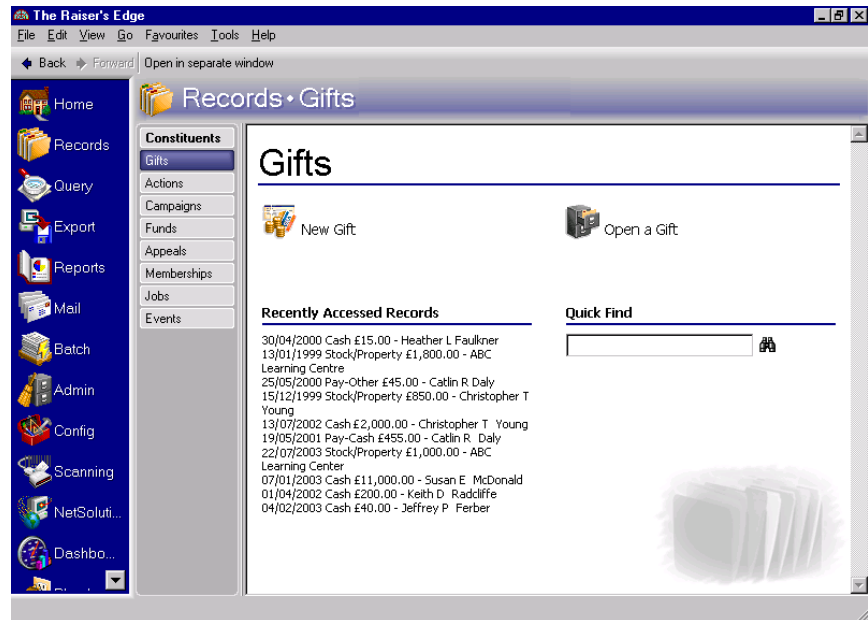 The Raiser's Edge
File Edit View Go Favourites Tools Help
Back Forward Open in separate window
Records • Gifts
Home
Records
Query
Export
Reports
Mail
Batch
Admin
Config
Scanning
NetSoluti...
Dashbo...
Constituents
Gifts
Actions
Campaigns
Funds
Appeals
Memberships
Jobs
Events
Gifts
New Gift
Open a Gift
Recently Accessed Records
30/04/2000 Cash £15.00 - Heather L Faulkner
13/01/1999 Stock/Property £1,800.00 - ABC
Learning Centre
25/05/2000 Pay-Other £45.00 - Catlin R Daly
15/12/1999 Stock/Property £850.00 - Christopher T
Young
13/07/2002 Cash £2,000.00 - Christopher T Young
19/05/2001 Pay-Cash £455.00 - Catlin R Daly
22/07/2003 Stock/Property £1,000.00 - ABC
Learning Center
07/01/2003 Cash £11,000.00 - Susan E McDonald
01/04/2002 Cash £200.00 - Keith D Radcliffe
04/02/2003 Cash £40.00 - Jeffrey P Ferber
Quick Find